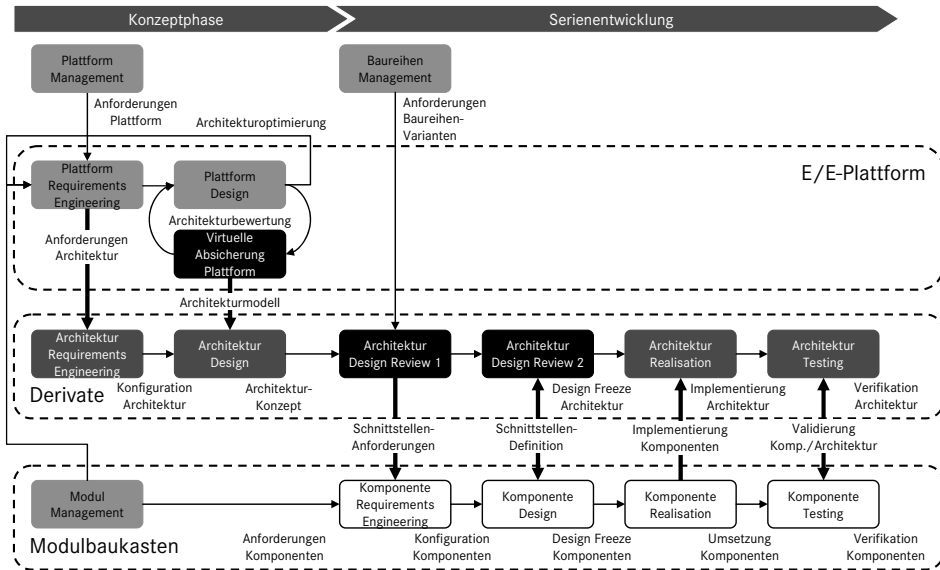 Konzeptphase
Serienentwicklung
Plattform
Management
Baureihen
Management
Anforderungen
Plattform
Architekturoptimierung
Anforderungen
Baureihen-
Varianten
E/E-Plattform
Plattform
Requirements
Engineering
Plattform
Design
Architekturbewertung
Anforderungen
Architektur
Virtuelle
Absicherung
Plattform
Architekturmodell
Architektur
Requirements
Engineering
Architektur
Design
Architektur
Design Review 1
Architektur
Design Review 2
Architektur
Realisation
Architektur
Testing
Derivate
Konfiguration
Architektur
Architektur-
Konzept
Design Freeze
Architektur
Implementierung
Architektur
Verifikation
Architektur
Schnittstellen-
Anforderungen
Schnittstellen-
Definition
Implementierung
Komponenten
Validierung
Komp./Architektur
Modul
Management
Komponente
Requirements
Engineering
Komponente
Design
Komponente
Realisation
Komponente
Testing
Modulbaukasten
Anforderungen
Komponenten
Konfiguration
Komponenten
Design Freeze
Komponenten
Umsetzung
Komponenten
Verifikation
Komponenten